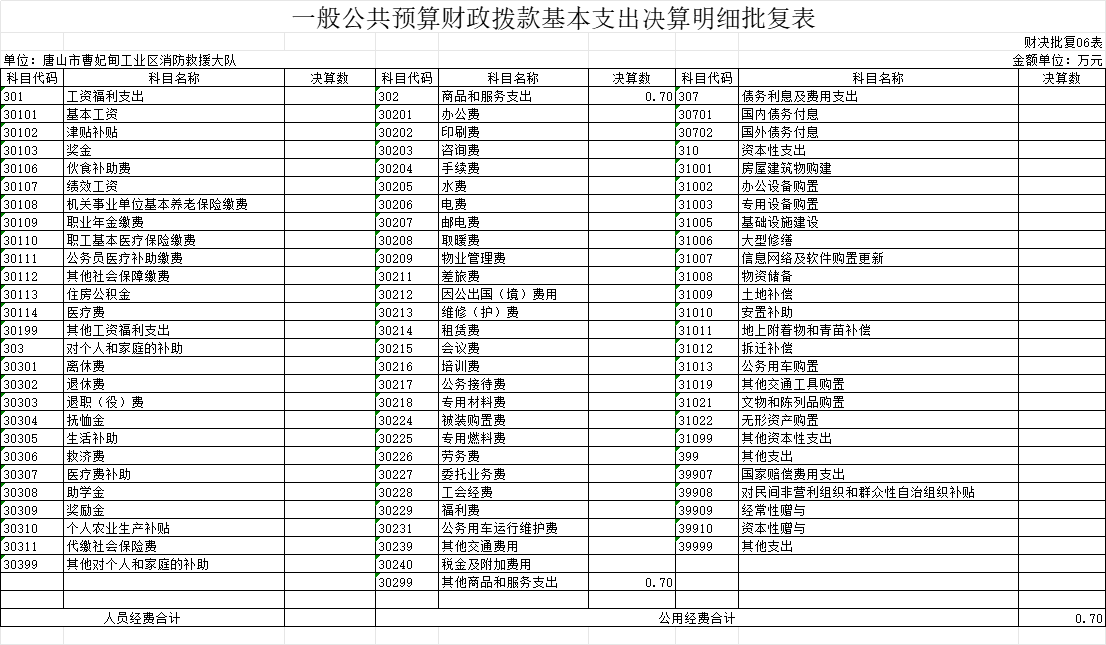 一般公共预算财政拨款基本支出决算明细批复表
财决批复06表
单位：唐山市曹妃甸工业区消防救援大队 金额单位：万元
科目代码 科目名称 决算数 科目代码 科目名称 决算数 科目代码 科目名称 决算数
301 工资福利支出 302 商品和服务支出 0.70 307 债务利息及费用支出
30101 基本工资 30201 办公费 30701 国内债务付息
30102 津贴补贴 30202 印刷费 30702 国外债务付息
30103 奖金 30203 咨询费 310 资本性支出
30106 伙食补助费 30204 手续费 31001 房屋建筑物购建
30107 绩效工资 30205 水费 31002 办公设备购置
30108 机关事业单位基本养老保险缴费 30206 电费 31003 专用设备购置
30109 职业年金缴费 30207 邮电费 31005 基础设施建设
30110 职工基本医疗保险缴费 30208 取暖费 31006 大型修缮
30111 公务员医疗补助缴费 30209 物业管理费 31007 信息网络及软件购置更新
30112 其他社会保障缴费 30211 差旅费 31008 物资储备
30113 住房公积金 30212 因公出国（境）费用 31009 土地补偿
30114 医疗费 30213 维修（护）费 31010 安置补助
30199 其他工资福利支出 30214 租赁费 31011 地上附着物和青苗补偿
303 对个人和家庭的补助 30215 会议费 31012 拆迁补偿
30301 离休费 30216 培训费 31013 公务用车购置
30302 退休费 30217 公务接待费 31019 其他交通工具购置
30303 退职（役）费 30218 专用材料费 31021 文物和陈列品购置
30304 抚恤金 30224 被装购置费 31022 无形资产购置
30305 生活补助 30225 专用燃料费 31099 其他资本性支出
30306 救济费 30226 劳务费 399 其他支出
30307 医疗费补助 30227 委托业务费 39907 国家赔偿费用支出
30308 助学金 30228 工会经费 39908 对民间非营利组织和群众性自治组织补贴
30309 奖励金 30229 福利费 39909 经常性赠与
30310 个人农业生产补贴 30231 公务用车运行维护费 39910 资本性赠与
30311 代缴社会保险费 30239 其他交通费用 39999 其他支出
30399 其他对个人和家庭的补助 30240 税金及附加费用
30299 其他商品和服务支出 0.70
人员经费合计 公用经费合计 0.70